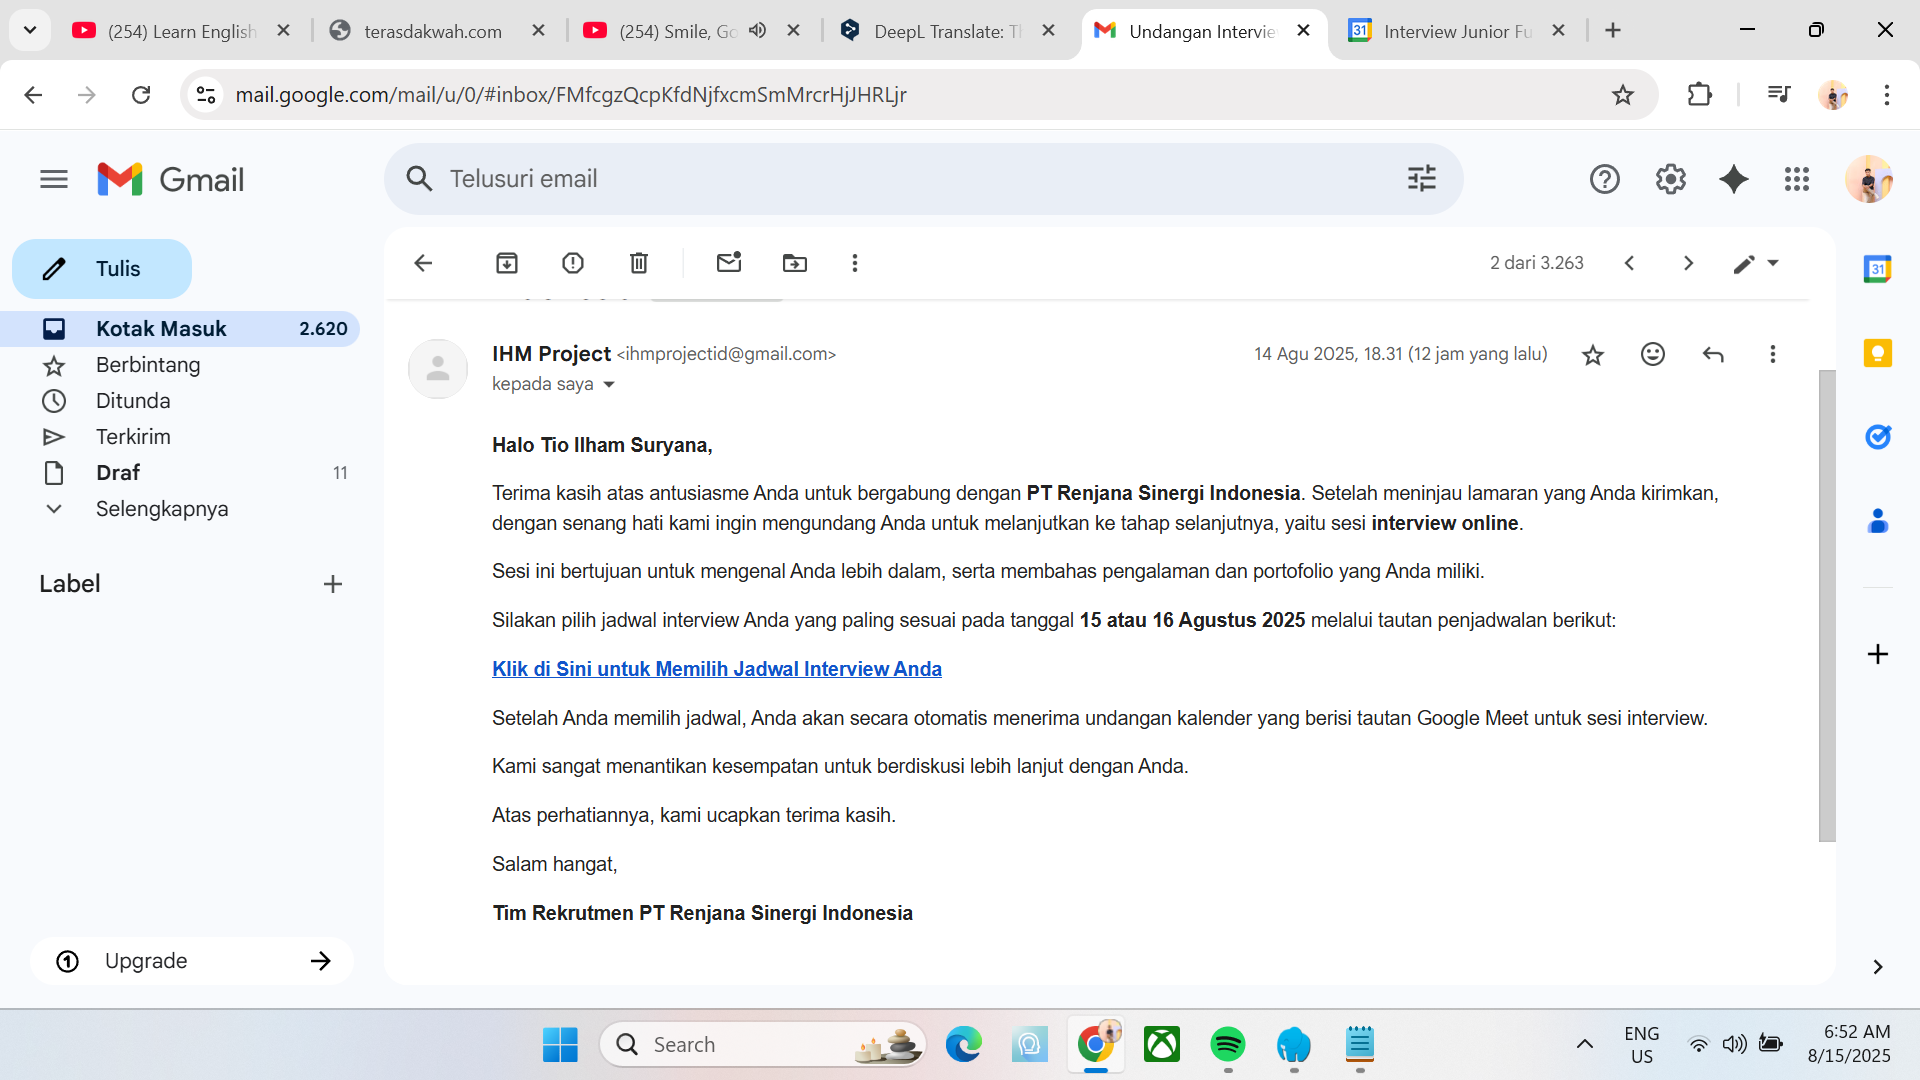 (254) Learn English
terasdakwah.com
(254) Smile, Go
DeepL Translate: Th
Undangan Intervie
31
Interview Junior Fu
mail.google.com/mail/u/0/#inbox/FMfcgzQcpKfdNjfxcmSmMrcrHjJHRLjr
Gmail
Telusuri email
Tulis
Kotak Masuk 2.620
Berbintang
Ditunda
Terkirim
Draf 11
Selengkapnya
Label
Upgrade
2 dari 3.263
31
IHM Project <ihmprojectid@gmail.com>
14 Agu 2025, 18.31 (12 jam yang lalu)
kepada saya
Halo Tio Ilham Suryana,
Terima kasih atas antusiasme Anda untuk bergabung dengan PT Renjana Sinergi Indonesia. Setelah meninjau lamaran yang Anda kirimkan,
dengan senang hati kami ingin mengundang Anda untuk melanjutkan ke tahap selanjutnya, yaitu sesi interview online.
Sesi ini bertujuan untuk mengenal Anda lebih dalam, serta membahas pengalaman dan portofolio yang Anda miliki.
Silakan pilih jadwal interview Anda yang paling sesuai pada tanggal 15 atau 16 Agustus 2025 melalui tautan penjadwalan berikut:
Klik di Sini untuk Memilih Jadwal Interview Anda
Setelah Anda memilih jadwal, Anda akan secara otomatis menerima undangan kalender yang berisi tautan Google Meet untuk sesi interview.
Kami sangat menantikan kesempatan untuk berdiskusi lebih lanjut dengan Anda.
Atas perhatiannya, kami ucapkan terima kasih.
Salam hangat,
Tim Rekrutmen PT Renjana Sinergi Indonesia
Search
ENG
US
6:52 AM
8/15/2025